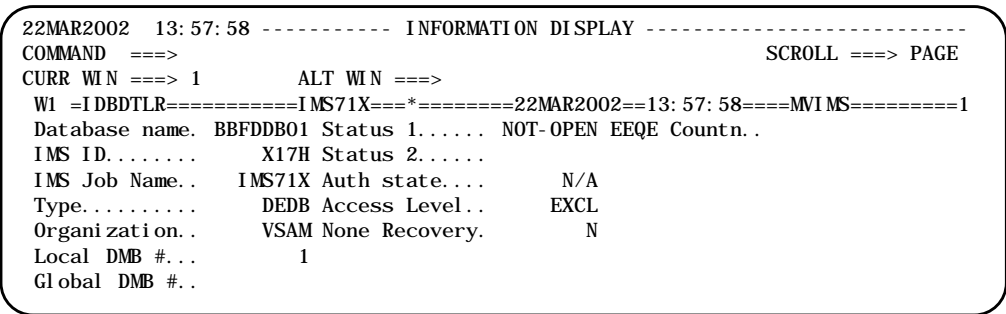 22MAR2002  13:57:58 ----------- INFORMATION DISPLAY ---------------------------
COMMAND  ===>                                                 SCROLL ===> PAGE
CURR WIN ===> 1        ALT WIN ===>
W1 =IDBDTLR===========IMS71X===*========22MAR2002==13:57:58====MVIMS=========1
Database name. BBFDDB01 Status 1...... NOT-OPEN EEQE Countn..
IMS ID........      X17H Status 2......
IMS Job Name..    IMS71X Auth state....      N/A
Type..........      DEDB Access Level..     EXCL
Organization..      VSAM None Recovery.        N
Local DMB #...         1
Global DMB #..